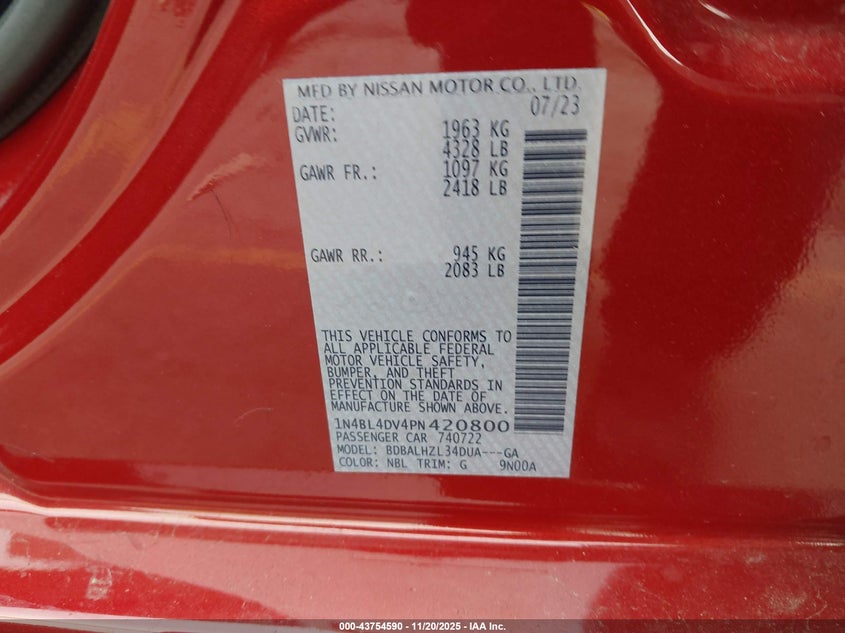 MFD BY NISSAN MOTOR CO., LTD.
DATE: 07/23
GVWR: 1963 KG
4328 LB
GAWR FR.: 1097 KG
2418 LB
GAWR RR.: 945 KG
2083 LB
THIS VEHICLE CONFORMS TO
ALL APPLICABLE FEDERAL
MOTOR VEHICLE SAFETY,
BUMPER, AND THEFT
PREVENTION STANDARDS IN
EFFECT ON THE DATE OF
MANUFACTURE SHOWN ABOVE.
1N4BL4DV4PN420800
PASSENGER CAR 740722
MODEL: BDBALHZL34DUA---GA
COLOR: NBL TRIM: G 9N00A
000-43754590 - 11/20/2025 - IAA Inc.